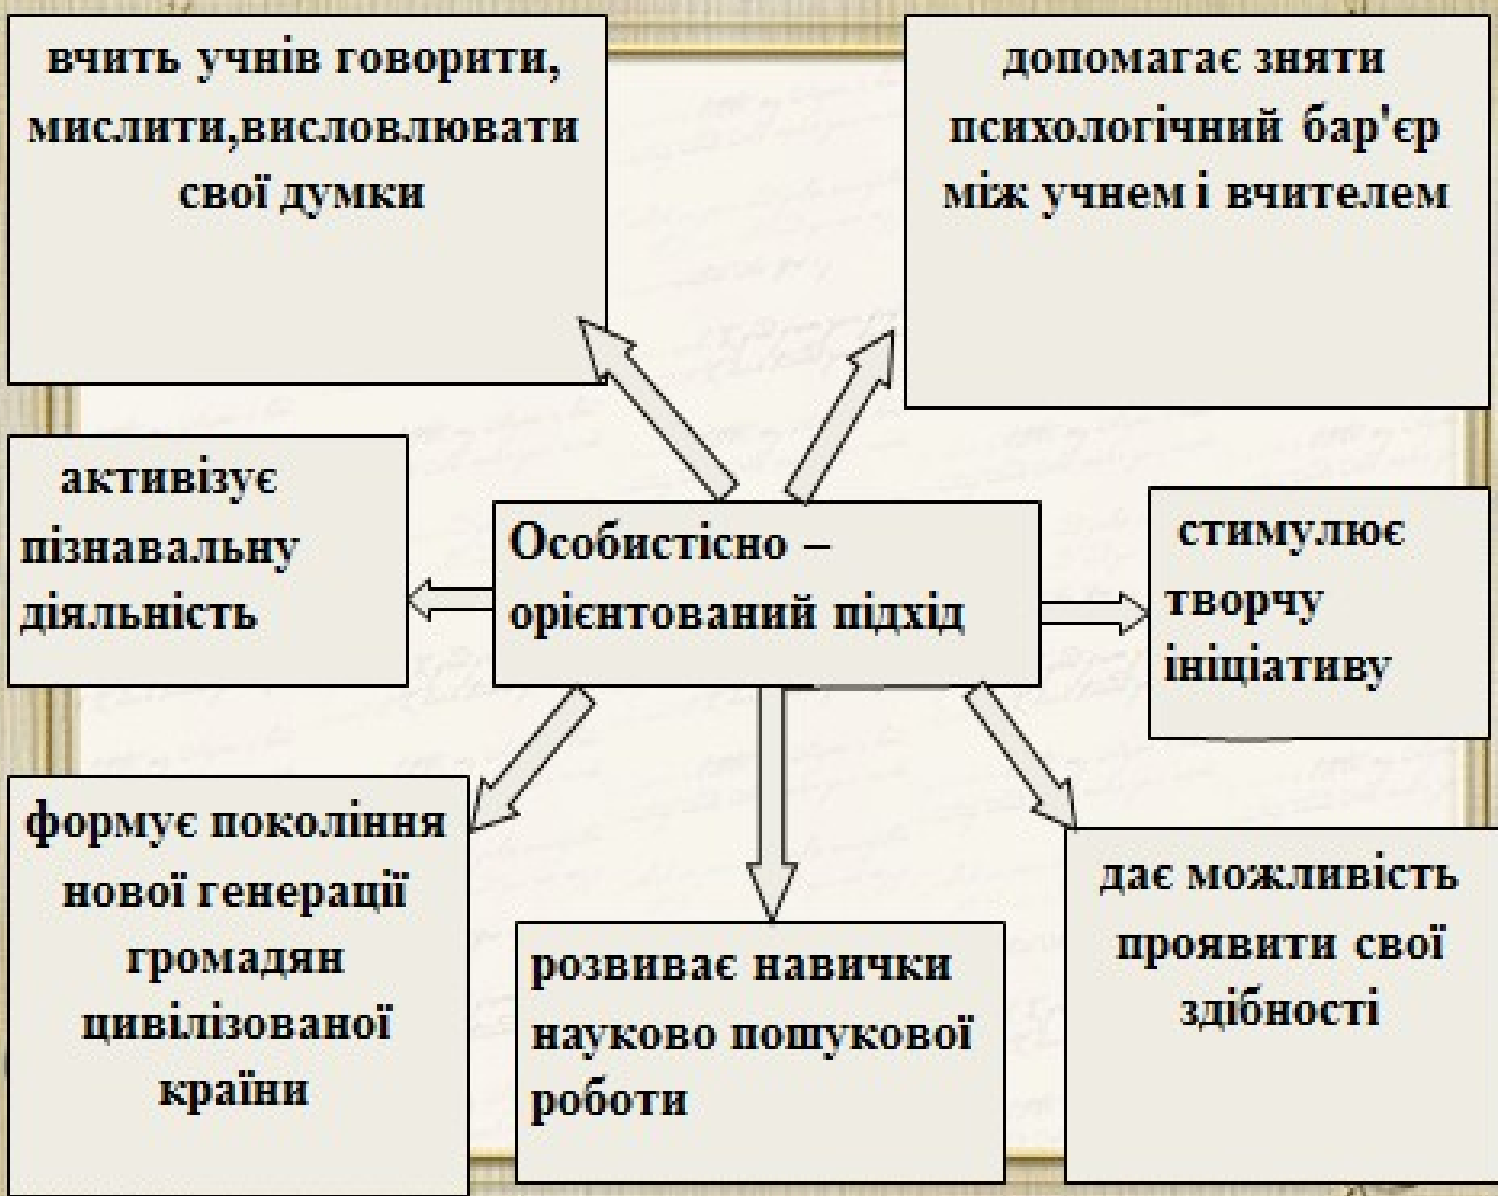 вчить учнів говорити,
мислити,висловлювати
свої думки
допомагає зняти
психологічний бар'єр
між учнем і вчителем
активізує
пізнавальну
діяльність
Особистісно –
орієнтований підхід
стимулює
творчу
ініціативу
формує покоління
нової генерації
громадян
цивілізованої
країни
розвиває навички
науково пошукової
роботи
дає можливість
проявити свої
здібності